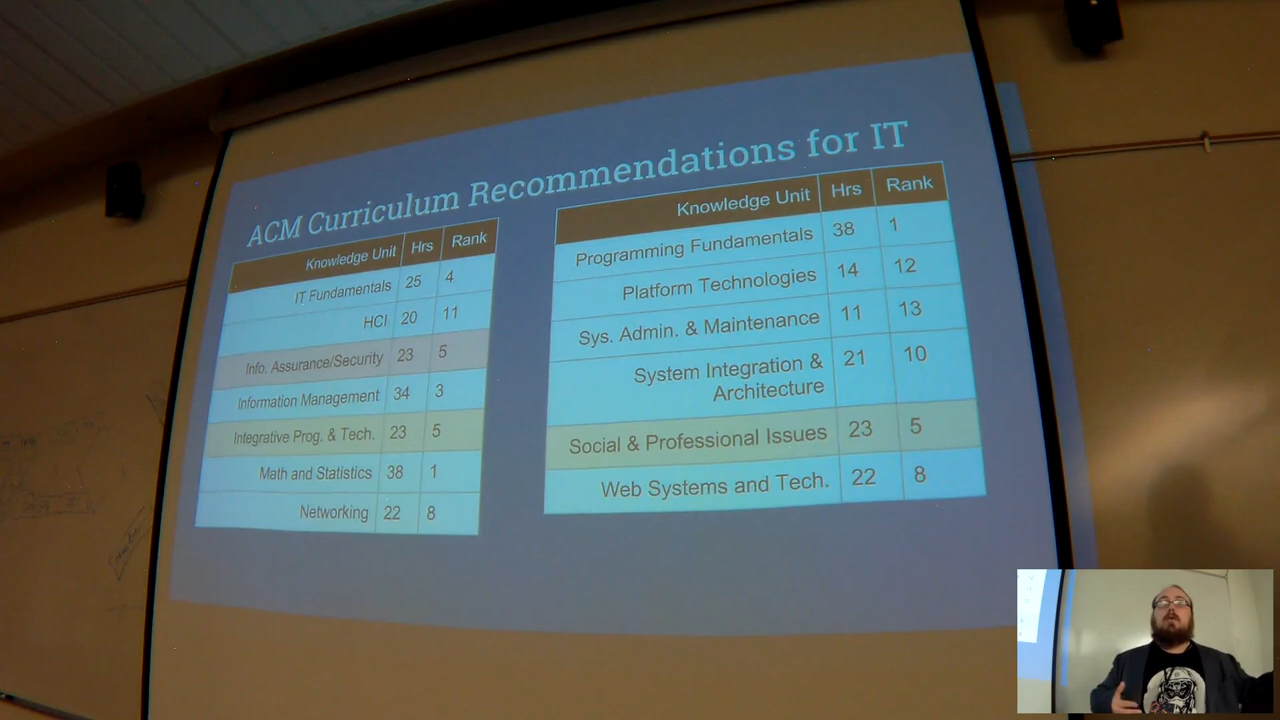 ACM Curriculum Recommendations for IT
Knowledge Unit Hrs Rank
IT Fundamentals 25 4
HCI 20 11
Info. Assurance/Security 23 5
Information Management 34 3
Integrative Prog. & Tech. 23 5
Math and Statistics 38 1
Networking 22 8
Knowledge Unit Hrs Rank
Programming Fundamentals 38 1
Platform Technologies 14 12
Sys. Admin. & Maintenance 11 13
System Integration & 21 10
Architecture
Social & Professional Issues 23 5
Web Systems and Tech. 22 8